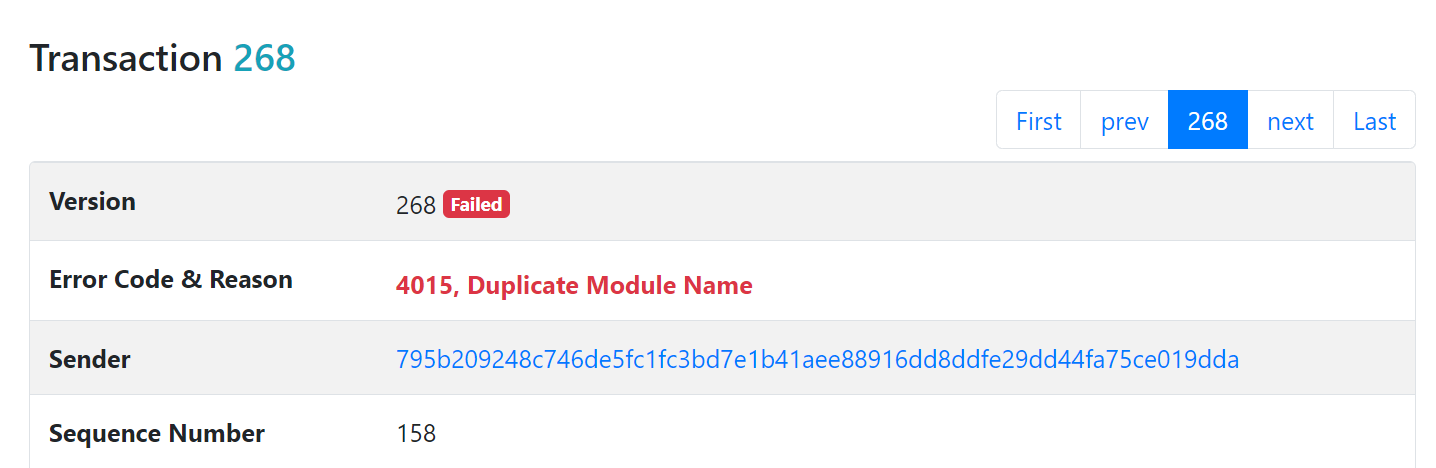 Transaction 268
First prev 268 next Last
Version 268 Failed
Error Code & Reason 4015, Duplicate Module Name
Sender 795b209248c746de5fc1fc3bd7e1b41aee88916dd8ddfe29dd44fa75ce019dda
Sequence Number 158